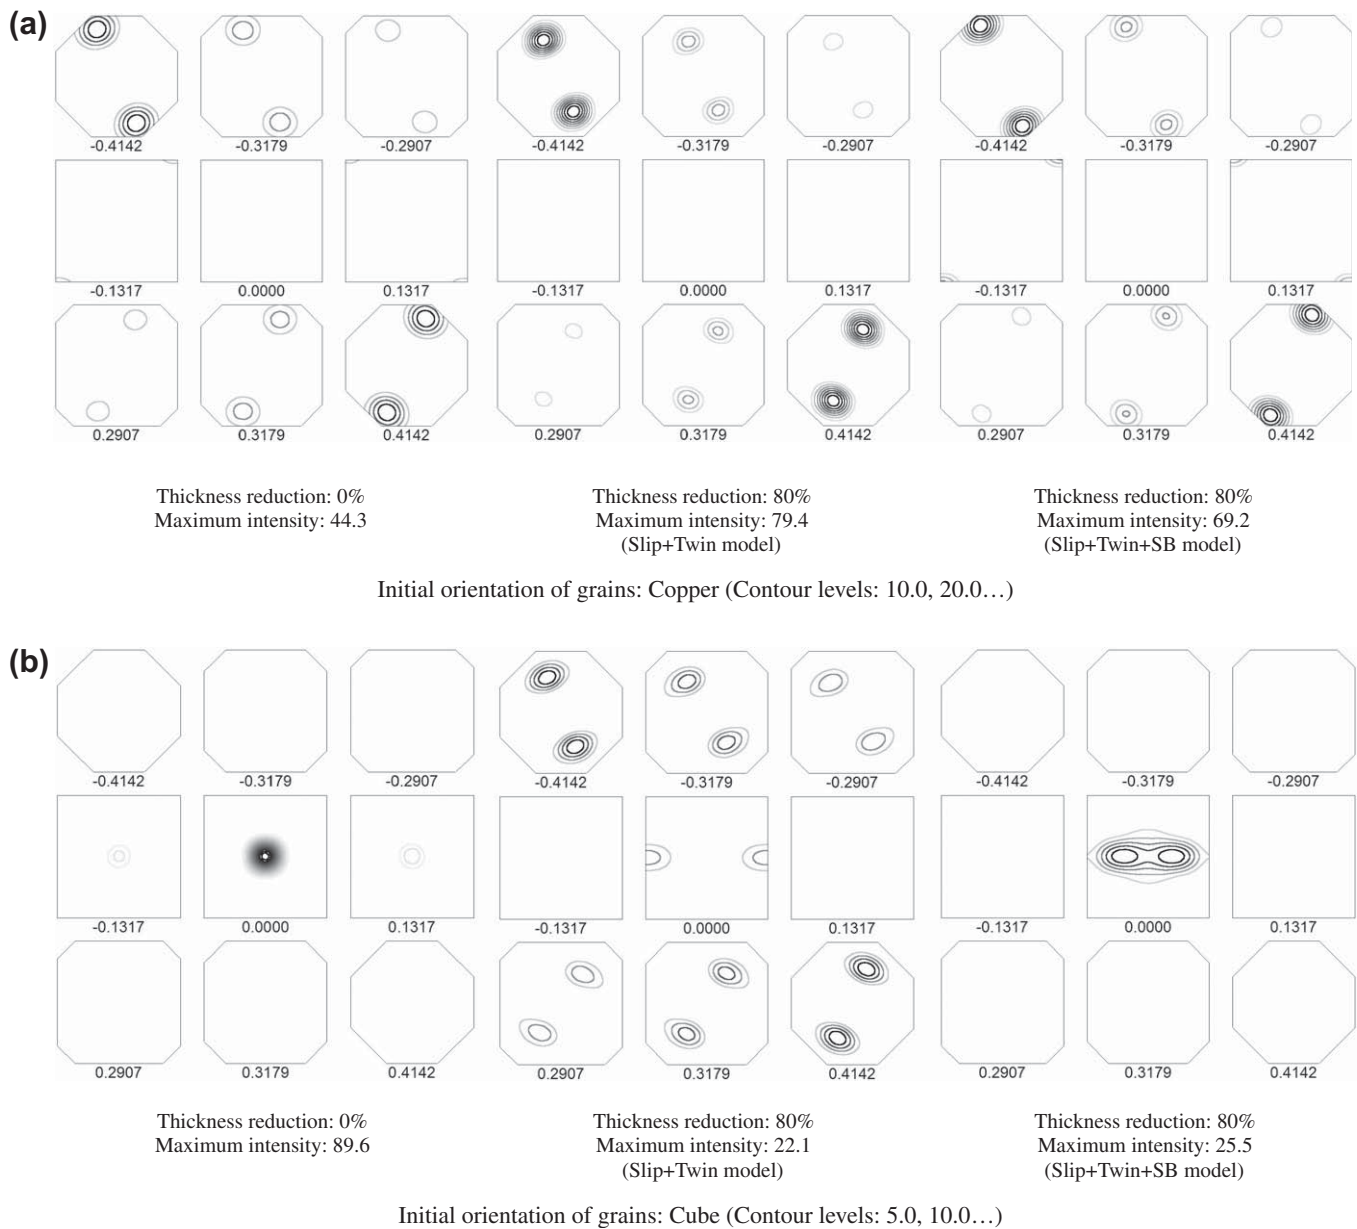 (a)
-0.4142 -0.3179 -0.2907 -0.4142 -0.3179 -0.2907 -0.4142 -0.3179 -0.2907
-0.1317 0.0000 0.1317 -0.1317 0.0000 0.1317 -0.1317 0.0000 0.1317
0.2907 0.3179 0.4142 0.2907 0.3179 0.4142 0.2907 0.3179 0.4142
Thickness reduction: 0% Thickness reduction: 80% Thickness reduction: 80%
Maximum intensity: 44.3 Maximum intensity: 79.4 Maximum intensity: 69.2
(Slip+Twin model) (Slip+Twin+SB model)
Initial orientation of grains: Copper (Contour levels: 10.0, 20.0…)
(b)
-0.4142 -0.3179 -0.2907 -0.4142 -0.3179 -0.2907 -0.4142 -0.3179 -0.2907
-0.1317 0.0000 0.1317 -0.1317 0.0000 0.1317 -0.1317 0.0000 0.1317
0.2907 0.3179 0.4142 0.2907 0.3179 0.4142 0.2907 0.3179 0.4142
Thickness reduction: 0% Thickness reduction: 80% Thickness reduction: 80%
Maximum intensity: 89.6 Maximum intensity: 22.1 Maximum intensity: 25.5
(Slip+Twin model) (Slip+Twin+SB model)
Initial orientation of grains: Cube (Contour levels: 5.0, 10.0…)